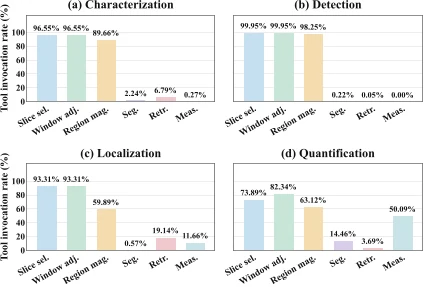 (a) Characterization
Tool invocation rate (%)
100
80
60
40
20
0
96.55%
96.55%
89.66%
2.24%
6.79%
0.27%
Slice sel.
Window adj.
Region mag.
Seg.
Retr.
Meas.
(b) Detection
99.95%
99.95%
98.25%
0.22%
0.05%
0.00%
Slice sel.
Window adj.
Region mag.
Seg.
Retr.
Meas.
(c) Localization
Tool invocation rate (%)
100
80
60
40
20
0
93.31%
93.31%
59.89%
0.57%
19.14%
11.66%
Slice sel.
Window adj.
Region mag.
Seg.
Retr.
Meas.
(d) Quantification
73.89%
82.34%
63.12%
14.46%
3.69%
50.09%
Slice sel.
Window adj.
Region mag.
Seg.
Retr.
Meas.